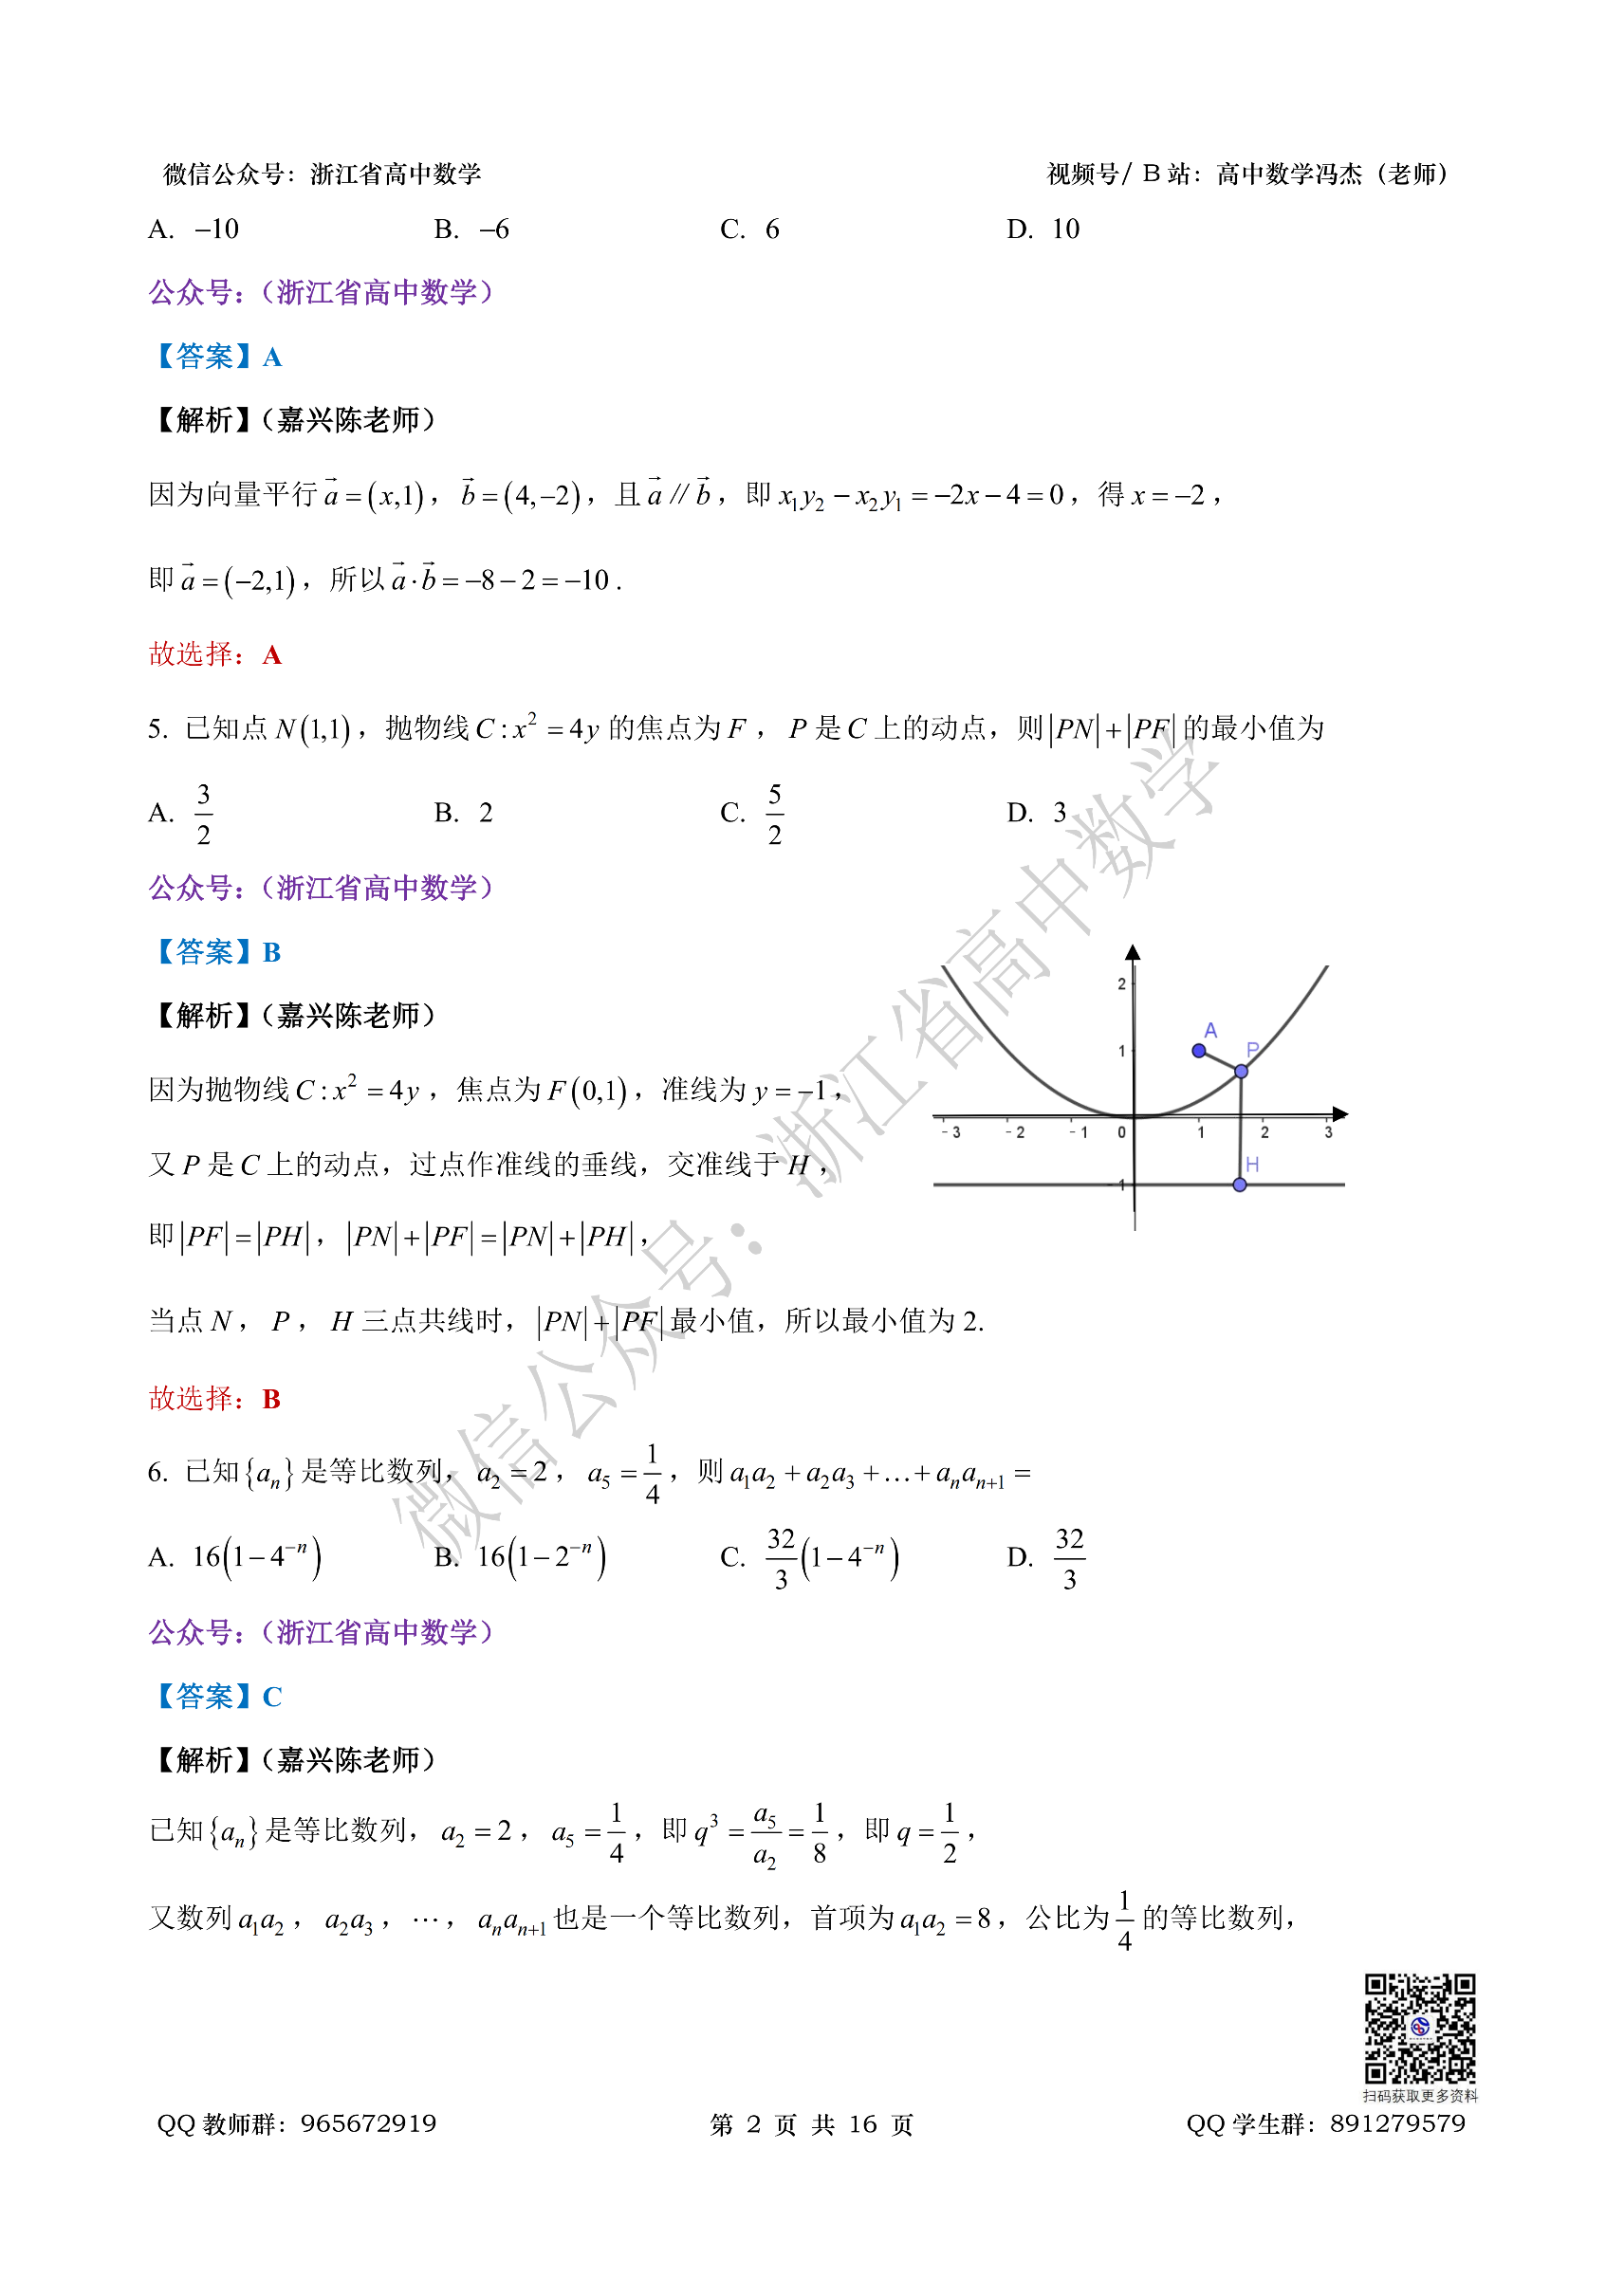 微信公众号：浙江省高中数学 视频号/ B 站：高中数学冯杰（老师）
A. −10 B. −6 C. 6 D. 10
公众号：（浙江省高中数学）
【答案】A
【解析】（嘉兴陈老师）
因为向量平行 a⃗ = (x,1)， b⃗ = (4,−2)，且 a⃗ ∥ b⃗，即 x₁y₂ − x₂y₁ = −2x − 4 = 0，得 x = −2，
即 a⃗ = (−2,1)，所以 a⃗ · b⃗ = −8 − 2 = −10 .
故选择：A
5. 已知点 N(1,1)，抛物线 C : x² = 4y 的焦点为 F， P 是 C 上的动点，则 |PN| + |PF| 的最小值为
A. 3/2 B. 2 C. 5/2 D. 3
公众号：（浙江省高中数学）
【答案】B
【解析】（嘉兴陈老师）
因为抛物线 C : x² = 4y，焦点为 F(0,1)，准线为 y = −1，
又 P 是 C 上的动点，过点作准线的垂线，交准线于 H，
即 |PF| = |PH|， |PN| + |PF| = |PN| + |PH|，
当点 N， P， H 三点共线时， |PN| + |PF| 最小值，所以最小值为 2.
2
A
1
P
-3 -2 -1 0 1 2 3
H
-1
故选择：B
6. 已知 {aₙ} 是等比数列， a₂ = 2， a₅ = 1/4，则 a₁a₂ + a₂a₃ + … + aₙaₙ₊₁ =
A. 16(1 − 4⁻ⁿ) B. 16(1 − 2⁻ⁿ) C. 32/3(1 − 4⁻ⁿ) D. 32/3
公众号：（浙江省高中数学）
【答案】C
【解析】（嘉兴陈老师）
已知 {aₙ} 是等比数列， a₂ = 2， a₅ = 1/4，即 q³ = a₅/a₂ = 1/8，即 q = 1/2，
又数列 a₁a₂， a₂a₃， ⋯， aₙaₙ₊₁ 也是一个等比数列，首项为 a₁a₂ = 8，公比为 1/4 的等比数列，
微信公众号：浙江省高中数学
扫码获取更多资料
QQ 教师群：965672919 第 2 页 共 16 页 QQ 学生群：891279579